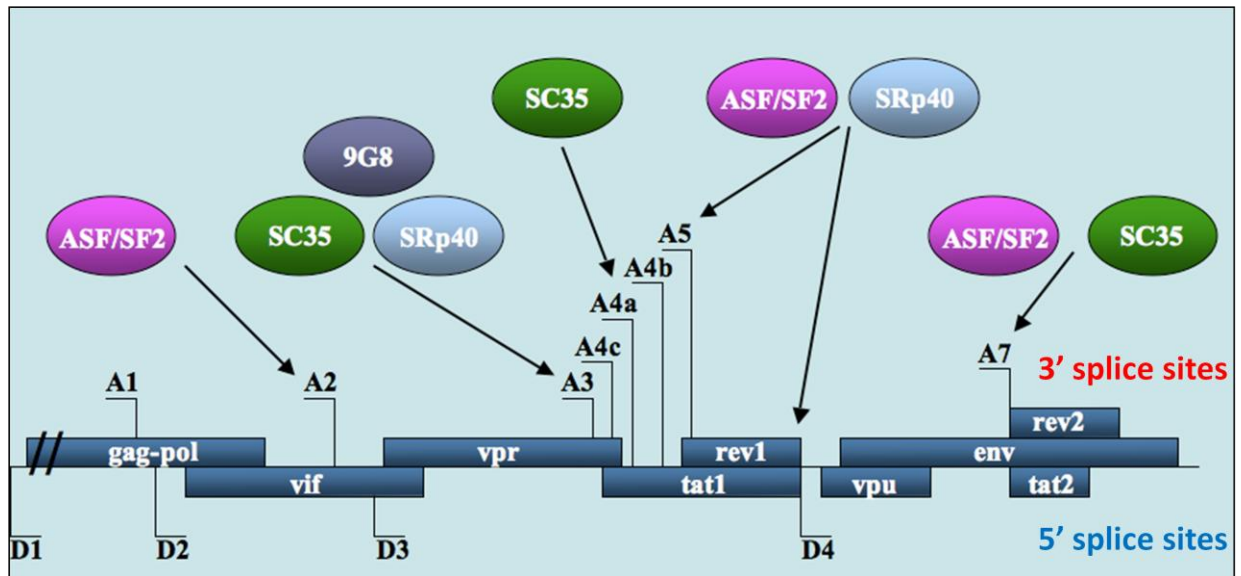 SC35
ASF/SF2 SRp40
9G8
ASF/SF2
SC35 SRp40
ASF/SF2 SC35
A5
A4b
A4a
A4c
A7
3' splice sites
A1
A2
A3
rev2
gag-pol
vpr
rev1
env
vif
tat1
vpu
tat2
D1
D2
D3
D4
5' splice sites